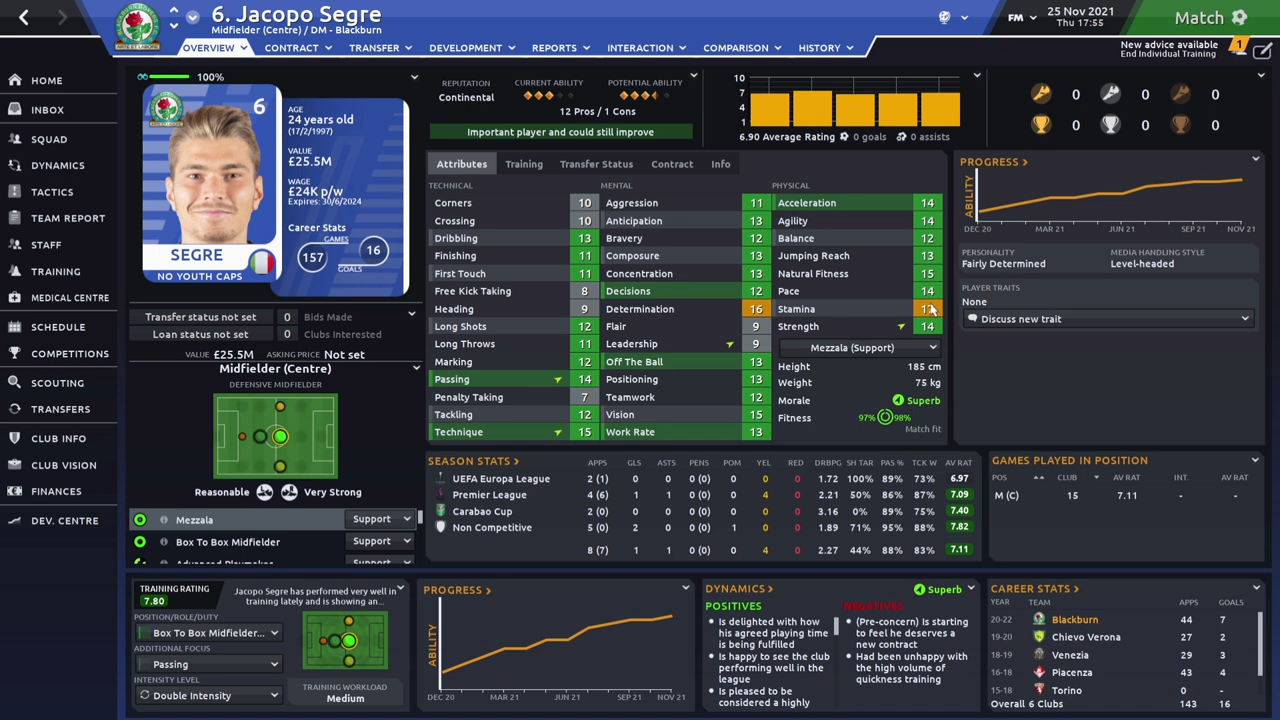 6. Jacopo Segre
Midfielder (Centre) / DM - Blackburn
FM
25 Nov 2021
Thu 17:55
Match
OVERVIEW
CONTRACT
TRANSFER
DEVELOPMENT
REPORTS
INTERACTION
COMPARISON
HISTORY
New advice available
End Individual Training
1
HOME
INBOX
SQUAD
DYNAMICS
TACTICS
TEAM REPORT
STAFF
TRAINING
MEDICAL CENTRE
SCHEDULE
COMPETITIONS
SCOUTING
TRANSFERS
CLUB INFO
CLUB VISION
FINANCES
DEV. CENTRE
100%
6
SEGRE
NO YOUTH CAPS
AGE
24 years old
(17/2/1997)
VALUE
£25.5M
WAGE
£24K p/w
Expires: 30/6/2024
Career Stats
GAMES
157
16
GOALS
Transfer status not set 0 Bids Made
Loan status not set 0 Clubs Interested
VALUE £25.5M ASKING PRICE Not set
Midfielder (Centre)
DEFENSIVE MIDFIELDER
Reasonable Very Strong
Mezzala Support
Box To Box Midfielder Support
REPUTATION
Continental
CURRENT ABILITY
POTENTIAL ABILITY
12 Pros / 1 Cons
Important player and could still improve
10
7
4
1
6.90 Average Rating 0 goals 0 assists
0 0 0
0 0 0
Attributes Training Transfer Status Contract Info
TECHNICAL MENTAL PHYSICAL
Corners 10 Aggression 11 Acceleration 14
Crossing 10 Anticipation 13 Agility 14
Dribbling 13 Bravery 12 Balance 12
Finishing 11 Composure 13 Jumping Reach 13
First Touch 11 Concentration 13 Natural Fitness 15
Free Kick Taking 8 Decisions 12 Pace 14
Heading 9 Determination 16 Stamina
Long Shots 12 Flair 9 Strength 14
Long Throws 11 Leadership 9 Mezzala (Support)
Marking 12 Off The Ball 13 Height 185 cm
Passing 14 Positioning 13 Weight 75 kg
Penalty Taking 7 Teamwork 12 Morale Superb
Tackling 12 Vision 15 Fitness 97% 98%
Technique 15 Work Rate 13 Match fit
PROGRESS
ABILITY
DEC 20 MAR 21 JUN 21 SEP 21 NOV 21
PERSONALITY
Fairly Determined
MEDIA HANDLING STYLE
Level-headed
PLAYER TRAITS
None
Discuss new trait
SEASON STATS APPS GLS ASTS PENS POM YEL RED DRBPG SH TAR PAS % TCK W AV RAT
UEFA Europa League 2 (1) 0 0 0 (0) 0 0 0 1.72 100% 89% 73% 6.97
Premier League 4 (6) 1 1 0 (0) 0 4 0 2.21 50% 86% 87% 7.09
Carabao Cup 2 (0) 0 0 0 (0) 0 0 0 3.16 0% 89% 75% 7.40
Non Competitive 5 (0) 2 0 0 (0) 1 0 0 1.89 71% 95% 88% 7.82
8 (7) 1 1 0 (0) 0 4 0 2.27 44% 88% 83% 7.11
GAMES PLAYED IN POSITION
POS CLUB AV RAT INT. AV RAT
M (C) 15 7.11 - -
TRAINING RATING
7.80
Jacopo Segre has performed very well in
training lately and is showing an...
POSITION/ROLE/DUTY
Box To Box Midfielder...
ADDITIONAL FOCUS
Passing
INTENSITY LEVEL
Double Intensity
TRAINING WORKLOAD
Medium
PROGRESS
ABILITY
DEC 20 MAR 21 JUN 21 SEP 21 NOV 21
DYNAMICS Superb
POSITIVES
Is delighted with how
his agreed playing time
is being fulfilled
Is happy to see the club
performing well in the
league
Is pleased to be
considered a highly
NEGATIVES
(Pre-concern) Is starting
to feel he deserves a
new contract
Had been unhappy with
the high volume of
quickness training
CAREER STATS
YEAR TEAM APPS GOALS
20-22 Blackburn 44 7
19-20 Chievo Verona 27 2
18-19 Venezia 29 3
16-18 Piacenza 43 4
15-18 Torino 0 -
Overall 6 Clubs 143 16